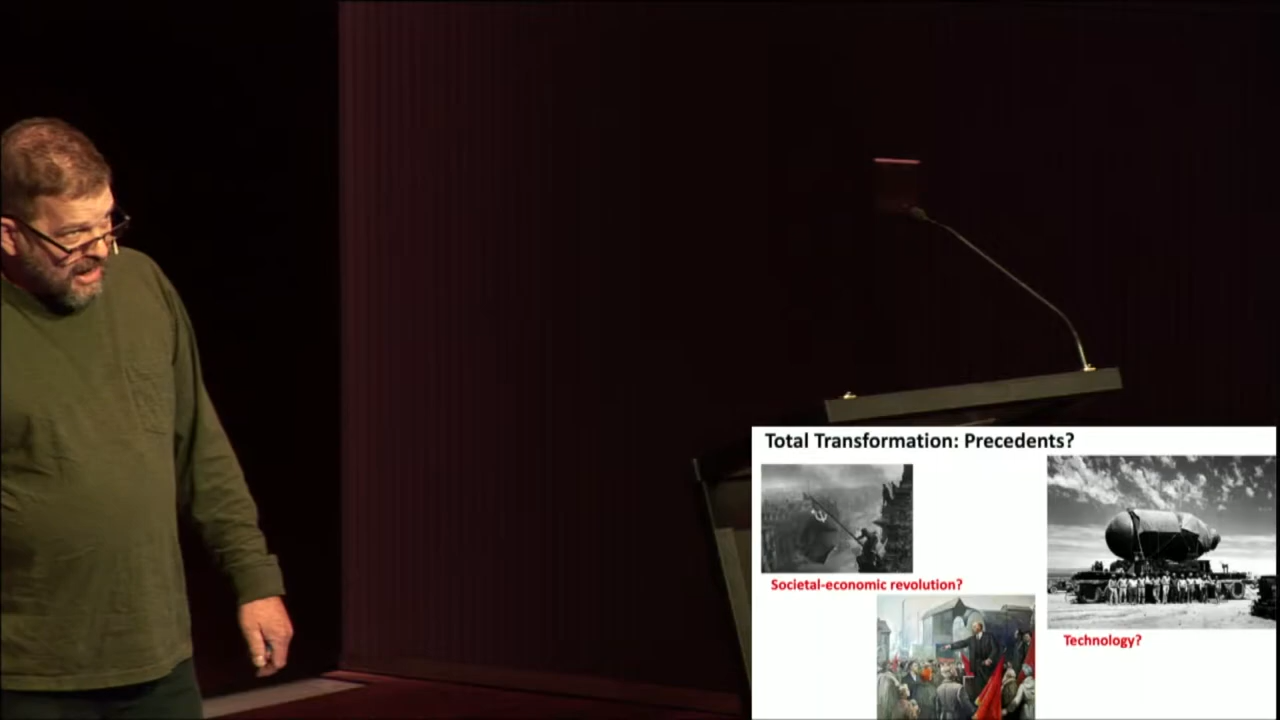 Total Transformation: Precedents?
Societal-economic revolution?
Technology?